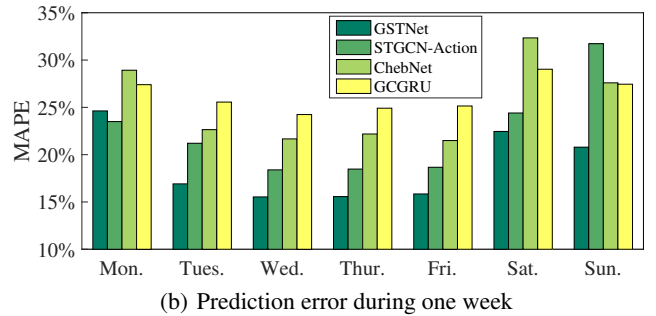 35%
30%
25%
20%
15%
10%
MAPE
GSTNet
STGCN-Action
ChebNet
GCGRU
Mon. Tues. Wed. Thur. Fri. Sat. Sun.
(b) Prediction error during one week